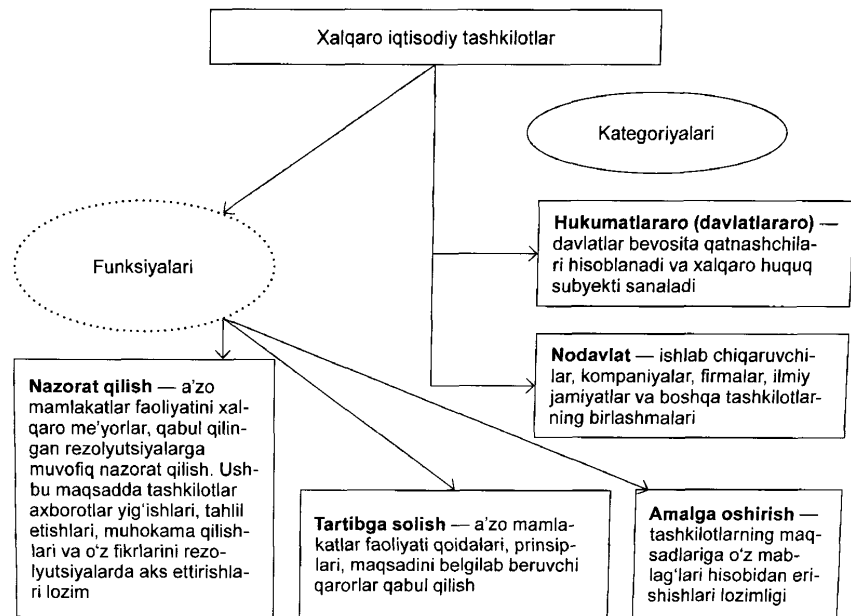 Xalqaro iqtisodiy tashkilotlar
Kategoriyalari
Funksiyalari
Hukumatlararo (davlatlararo) —
davlatlar bevosita qatnashchila-
ri hisoblanadi va xalqaro huquq
subyekti sanaladi
Nodavlat — ishlab chiqaruvchi-
lar, kompaniyalar, firmalar, ilmiy
jamiyatlar va boshqa tashkilotlar-
ning birlashmalari
Nazorat qilish — a’zo
mamlakatlar faoliyatini xal-
qaro me’yorlar, qabul qilin-
gan rezolyutsiyalarga
muvofiq nazorat qilish. Ush-
bu maqsadda tashkilotlar
axborotlar yig‘ishlari, tahlil
etishlari, muhokama qilish-
lari va o‘z fikrlarini rezo-
lyutsiyalarda aks ettirishla-
ri lozim
Tartibga solish — a’zo mamla-
katlar faoliyati qoidalari, prinsip-
lari, maqsadini belgilab beruvchi
qarorlar qabul qilish
Amalga oshirish —
tashkilotlarning maq-
sadlariga o‘z mab-
lag‘lari hisobidan eri-
shishlari lozimligi